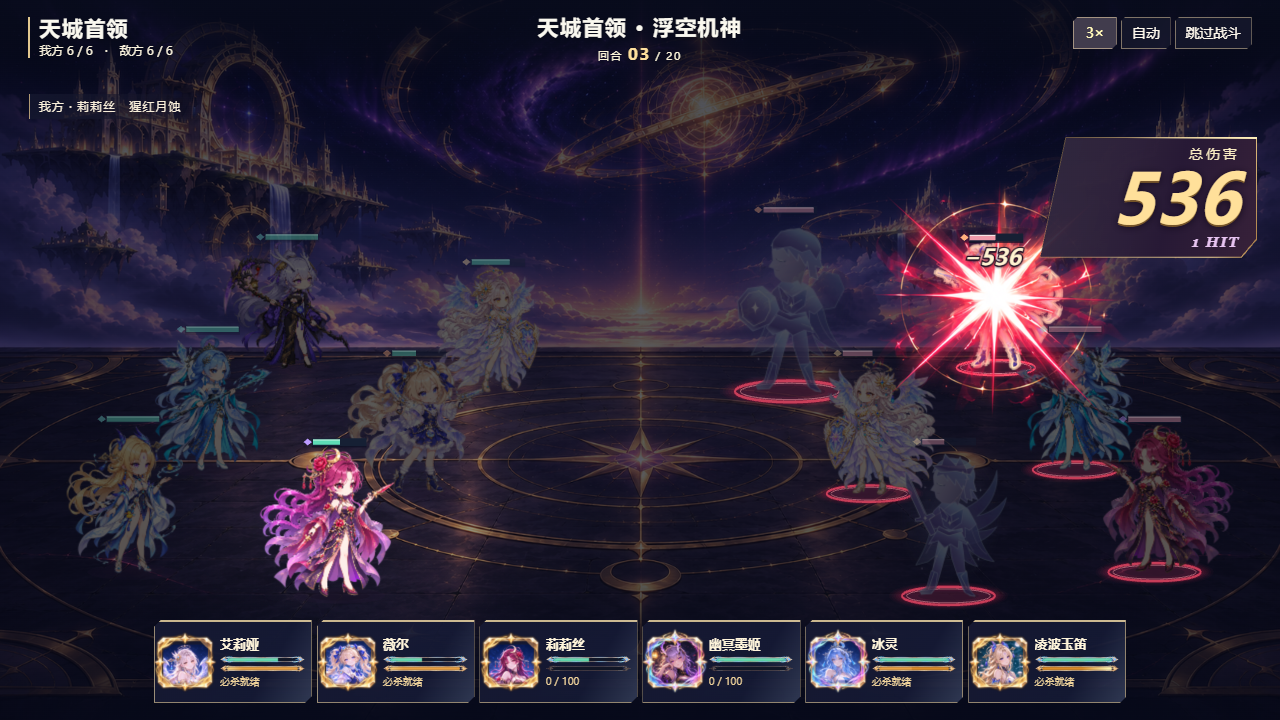 天城首领
我方 6 / 6 · 敌方 6 / 6
天城首领 · 浮空机神
回合 03 / 20
3×
自动
跳过战斗
我方 · 莉莉丝 猩红月蚀
总伤害
536
1 HIT
−536
艾莉娅
必杀就绪
薇尔
必杀就绪
莉莉丝
0 / 100
幽冥墨姬
0 / 100
冰灵
必杀就绪
凌波玉笛
必杀就绪